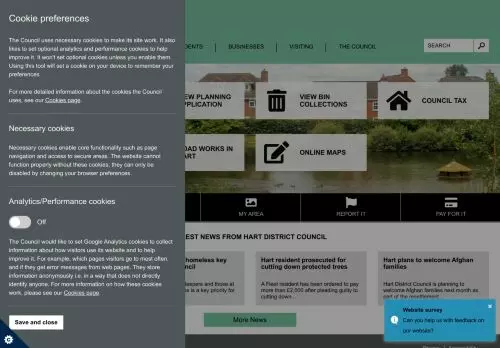 Cookie preferences
The Council uses necessary cookies to make its site work. It also
likes to set optional analytics and performance cookies to help
improve it. It won't set optional cookies unless you enable them.
Using this tool will set a cookie on your device to remember your
preferences.
For more detailed information about the cookies the Council
uses, see our Cookies page.
Necessary cookies
Necessary cookies enable core functionality such as page
navigation and access to secure areas. The website cannot
function properly without these cookies; they can only be
disabled by changing your browser preferences.
Analytics/Performance cookies
Off
The Council would like to set Google Analytics cookies to collect
information about how visitors use its website and to help
improve it. For example, which pages visitors go to most often
and if they get error messages from web pages. They store
information anonymously i.e. in a way that does not directly
identify anyone. For more information on how these cookies
work, please see our Cookies page.
Save and close
DENTS
BUSINESSES
VISITING
THE COUNCIL
SEARCH
EW PLANNING
APPLICATION
VIEW BIN
COLLECTIONS
COUNCIL TAX
OAD WORKS IN
ART
ONLINE MAPS
MY AREA
REPORT IT
PAY FOR IT
EST NEWS FROM HART DISTRICT COUNCIL
homeless key
ouncil
eepers and those at
s is a key priority for
Hart resident prosecuted for
cutting down protected trees
A Fleet resident has been ordered to pay
more than £2,000 after pleading guilty to
cutting down
Hart plans to welcome Afghan
families
Hart District Council is planning to
welcome Afghan families next month as
part of the resettlement
More News
Website survey
Can you help us with feedback on
our website?